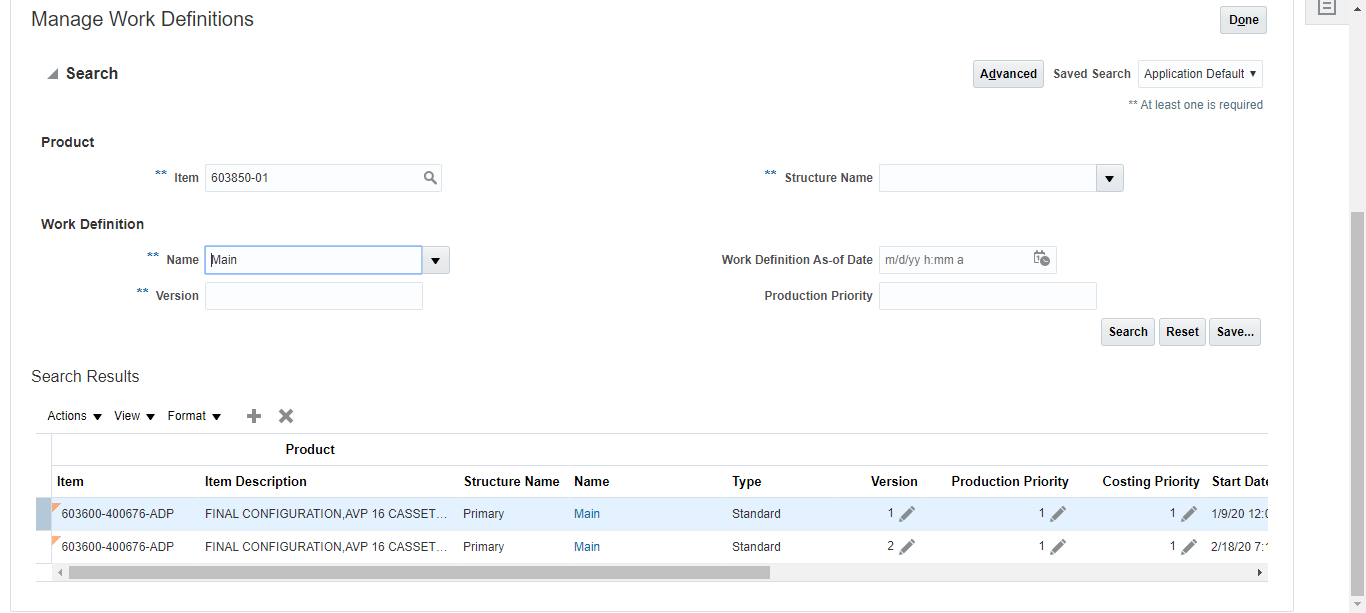 Manage Work Definitions
Done
Search
Advanced Saved Search Application Default
** At least one is required
Product
** Item 603850-01 ** Structure Name
Work Definition
** Name Main Work Definition As-of Date m/d/yy h:mm a
** Version Production Priority
Search Reset Save...
Search Results
Actions View Format
Product
Item Item Description Structure Name Name Type Version Production Priority Costing Priority Start Date
603600-400676-ADP FINAL CONFIGURATION,AVP 16 CASSET... Primary Main Standard 1 1 1 1/9/20 12:0
603600-400676-ADP FINAL CONFIGURATION,AVP 16 CASSET... Primary Main Standard 2 1 1 2/18/20 7:1